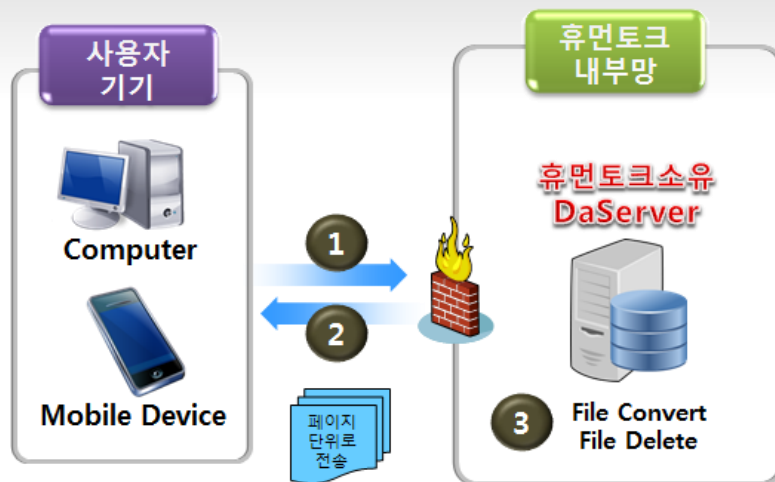 사용자
기기
Computer
Mobile Device
1
2
페이지
단위로
전송
휴먼토크
내부망
휴먼토크소유
DaServer
3
File Convert
File Delete